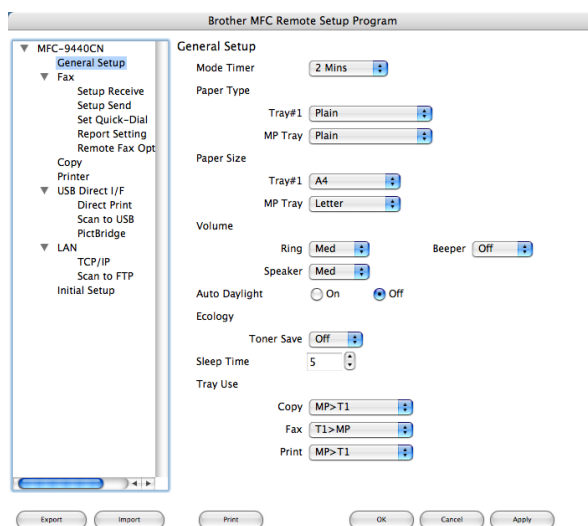 Brother MFC Remote Setup Program
MFC-9440CN
General Setup
Fax
Setup Receive
Setup Send
Set Quick-Dial
Report Setting
Remote Fax Opt
Copy
Printer
USB Direct I/F
Direct Print
Scan to USB
PictBridge
LAN
TCP/IP
Scan to FTP
Initial Setup
General Setup
Mode Timer 2 Mins
Paper Type
Tray#1 Plain
MP Tray Plain
Paper Size
Tray#1 A4
MP Tray Letter
Volume
Ring Med Beeper Off
Speaker Med
Auto Daylight On Off
Ecology
Toner Save Off
Sleep Time 5
Tray Use
Copy MP>T1
Fax T1>MP
Print MP>T1
Export Import Print OK Cancel Apply